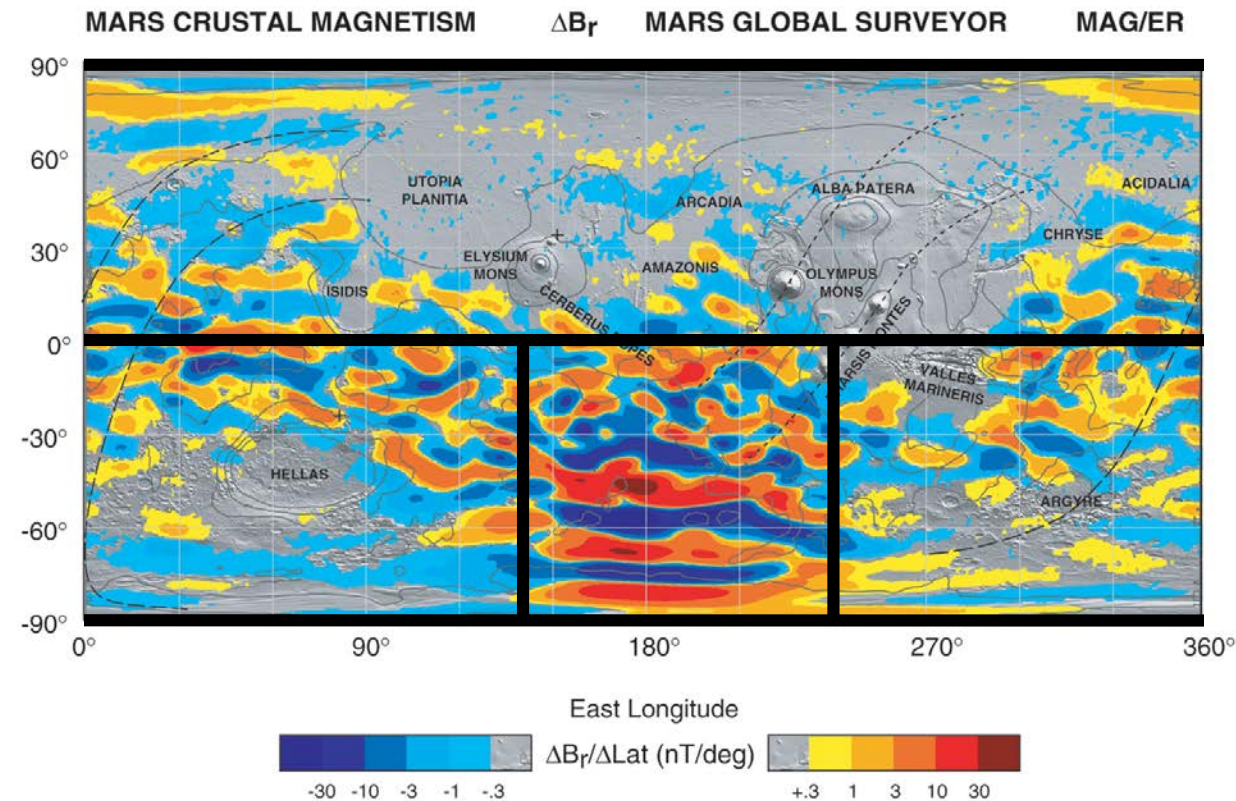 MARS CRUSTAL MAGNETISM ΔBr MARS GLOBAL SURVEYOR MAG/ER
90°
60°
30°
0°
-30°
-60°
-90°
UTOPIA
PLANITIA
ARCADIA
ALBA PATERA
ACIDALIA
CHRYSE
ELYSIUM
MONS
AMAZONIS
OLYMPUS
MONS
ISIDIS
CERBERUS
MONTES
VALLES
MARINERIS
HELLAS
ARGYRE
0° 90° 180° 270° 360°
East Longitude
ΔBr/ΔLat (nT/deg)
-30 -10 -3 -1 -.3
+.3 1 3 10 30